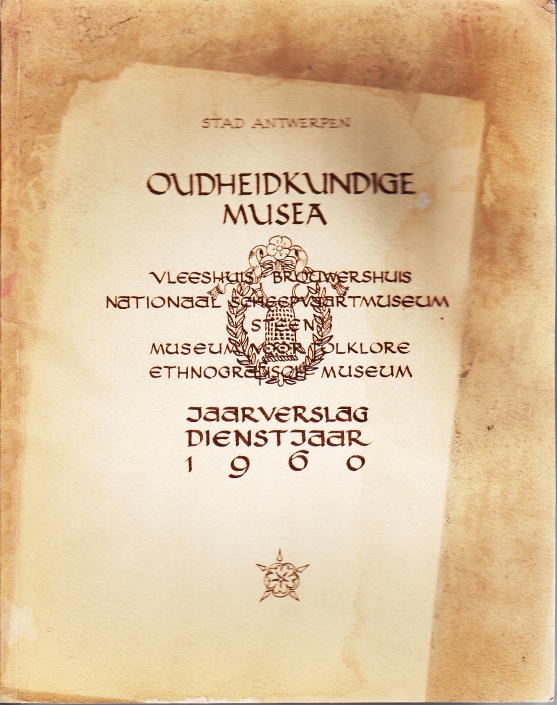 STAD ANTWERPEN
OUDHEIDKUNDIGE
MUSEA
VLEESHUIS BROUWERSHUIS
NATIONAAL SCHEEPVAARTMUSEUM
STEEN
MUSEUM VOOR FOLKLORE
ETHNOGRAFISCH MUSEUM
JAARVERSLAG
DIENSTJAAR
1960